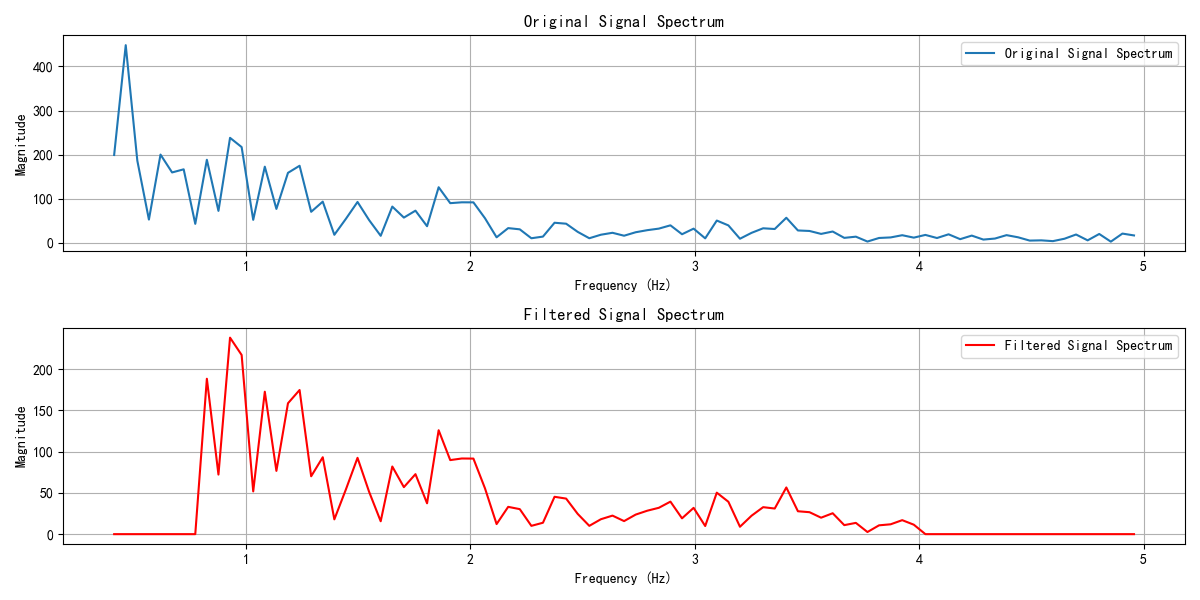 Original Signal Spectrum
Original Signal Spectrum
Magnitude
400
300
200
100
0
1 2 3 4 5
Frequency (Hz)
Filtered Signal Spectrum
Filtered Signal Spectrum
Magnitude
200
150
100
50
0
1 2 3 4 5
Frequency (Hz)